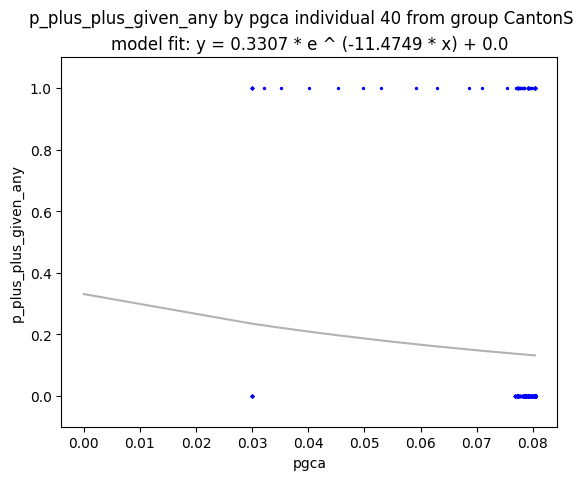 p_plus_plus_given_any by pgca individual 40 from group CantonS
model fit: y = 0.3307 * e ^ (-11.4749 * x) + 0.0
p_plus_plus_given_any
1.0
0.8
0.6
0.4
0.2
0.0
0.00 0.01 0.02 0.03 0.04 0.05 0.06 0.07 0.08
pgca